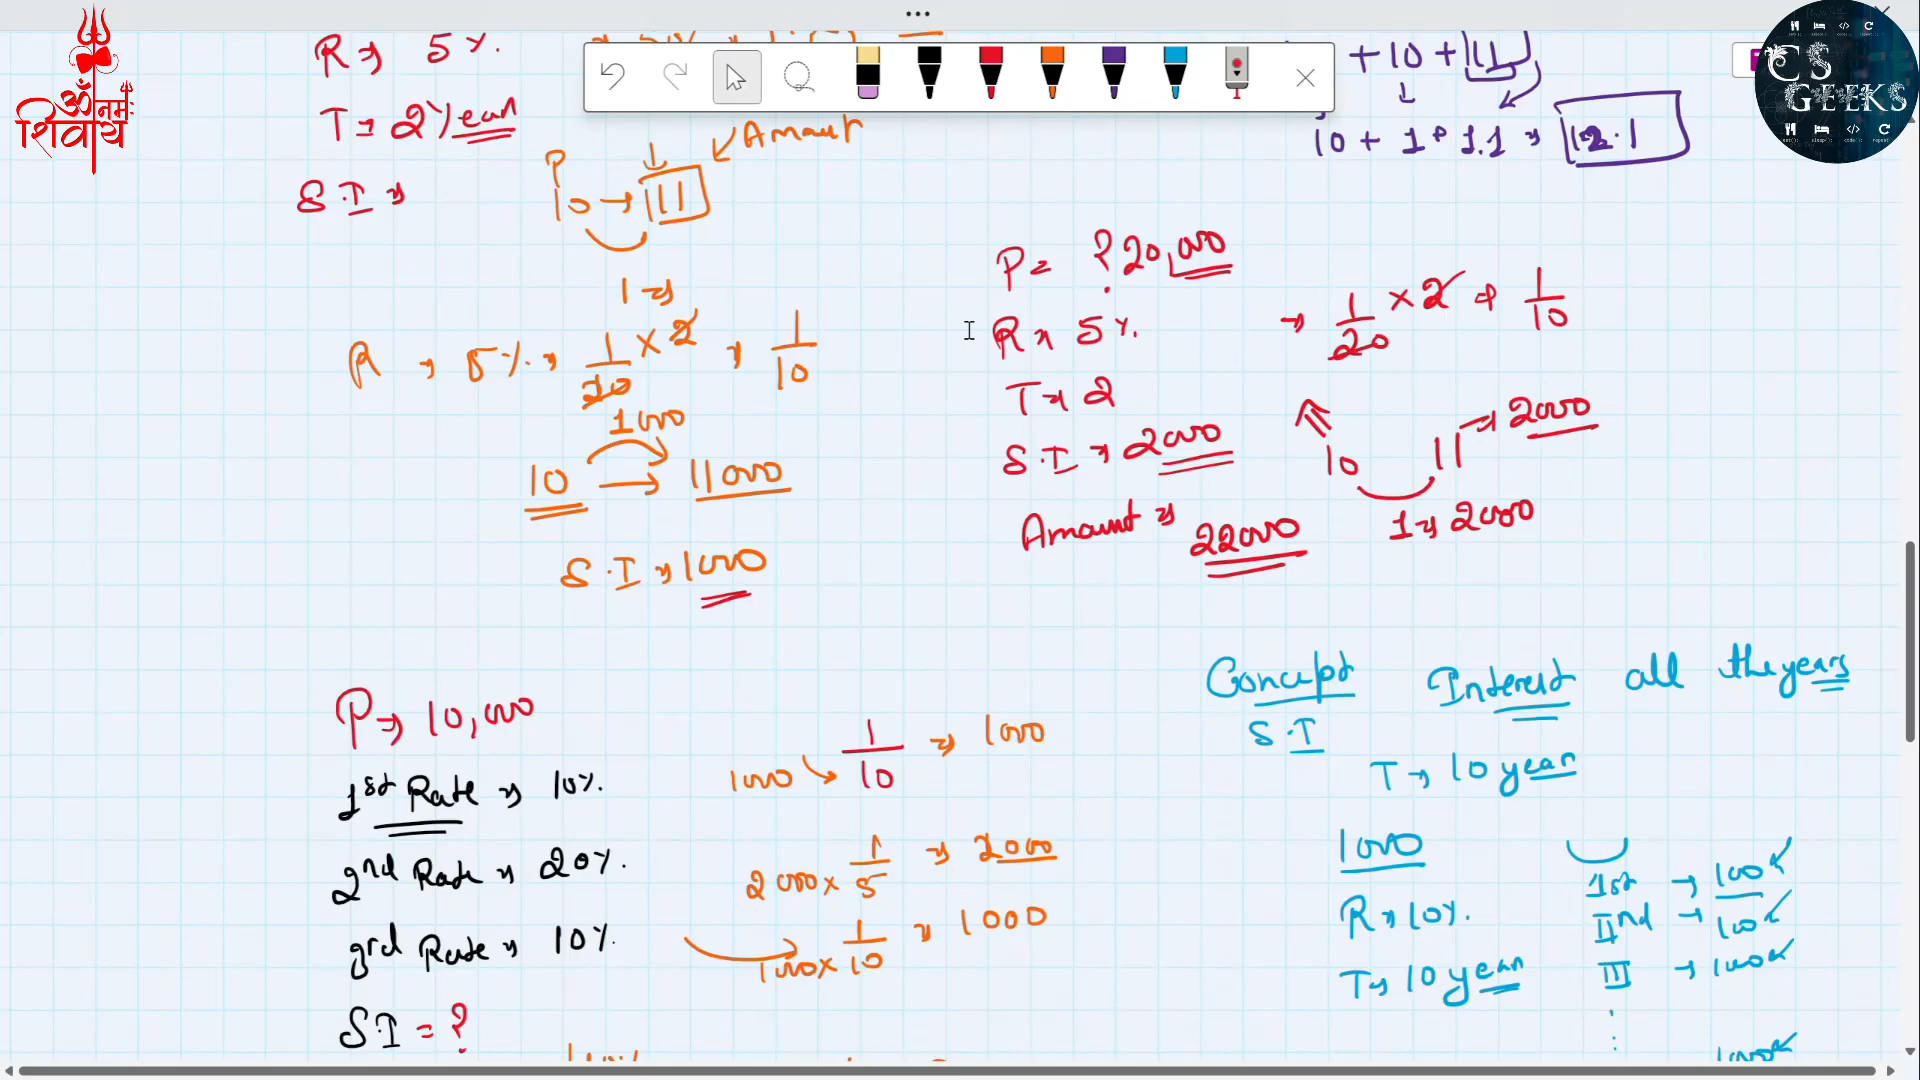 ॐ नमः
शिवाय
CS
GEEKS
R → 5%.
T → 2 Years
S.I →
P
10 → 11
1
Amount
1 →
R → 5% → 1/20 × 2 → 1/10
1000
10 → 11000
S.I → 1000
+10 + 11
10 + 1 + 1.1 → 12.1
P = ? 20,000
R → 5%.
→ 1/20 × 2 → 1/10
T → 2
S.I → 2000
10 11 → 2000
1 → 2000
Amount → 22000
P → 10,000
1st Rate → 10%.
2nd Rate → 20%.
3rd Rate → 10%.
SI = ?
1000 → 1/10 → 1000
2000 × 1/5 → 2000
1000 × 1/10 → 1000
Concept Interest all the years
S.I
T → 10 year
1000
R → 10%.
T → 10 year
1st → 100
IInd → 100
III → 100